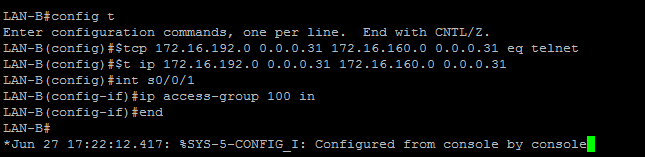 LAN-B#config t
Enter configuration commands, one per line.  End with CNTL/Z.
LAN-B(config)#$tcp 172.16.192.0 0.0.0.31 172.16.160.0 0.0.0.31 eq telnet
LAN-B(config)#$t ip 172.16.192.0 0.0.0.31 172.16.160.0 0.0.0.31
LAN-B(config)#int s0/0/1
LAN-B(config-if)#ip access-group 100 in
LAN-B(config-if)#end
LAN-B#
*Jun 27 17:22:12.417: %SYS-5-CONFIG_I: Configured from console by console